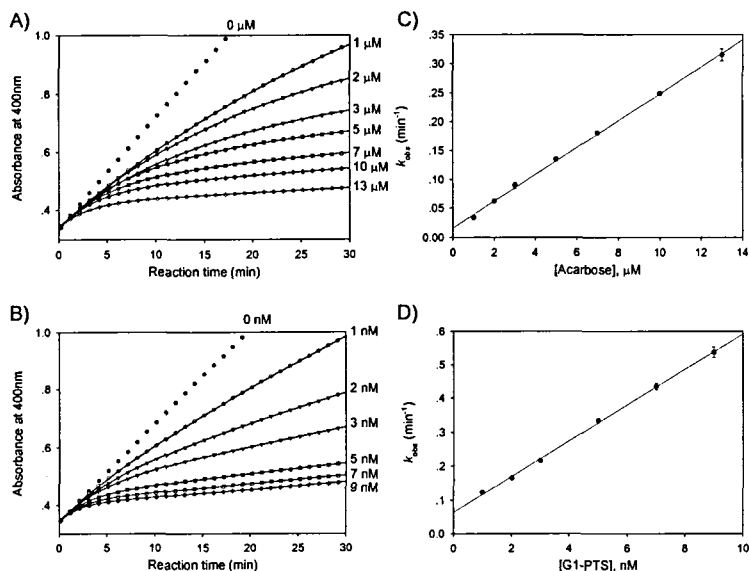 A)
0 µM
1.0
.8
.6
.4
Absorbance at 400nm
1 µM
2 µM
3 µM
5 µM
7 µM
10 µM
13 µM
0 5 10 15 20 25 30
Reaction time (min)
C)
.35
.30
.25
.20
.15
.10
.05
0.00
k obs (min⁻¹)
0 2 4 6 8 10 12 14
[Acarbose], µM
B)
0 nM
1.0
.8
.6
.4
Absorbance at 400nm
1 nM
2 nM
3 nM
5 nM
7 nM
9 nM
0 5 10 15 20 25 30
Reaction time (min)
D)
.6
.5
.4
.3
.2
.1
0.0
k obs (min⁻¹)
0 2 4 6 8 10
[G1-PTS], nM